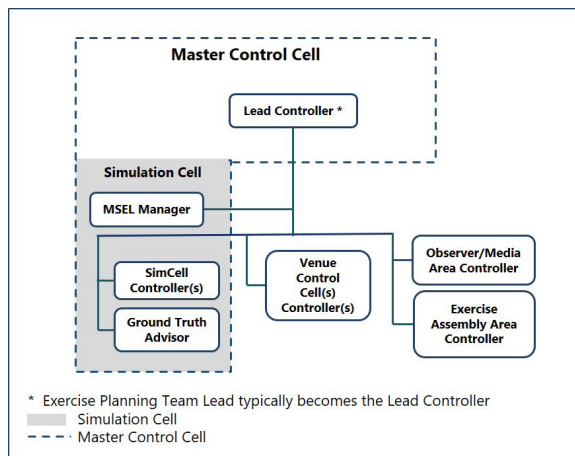 Master Control Cell
Lead Controller *
Simulation Cell
MSEL Manager
SimCell
Controller(s)
Ground Truth
Advisor
Venue
Control
Cell(s)
Controller(s)
Observer/Media
Area Controller
Exercise
Assembly Area
Controller
* Exercise Planning Team Lead typically becomes the Lead Controller
Simulation Cell
Master Control Cell